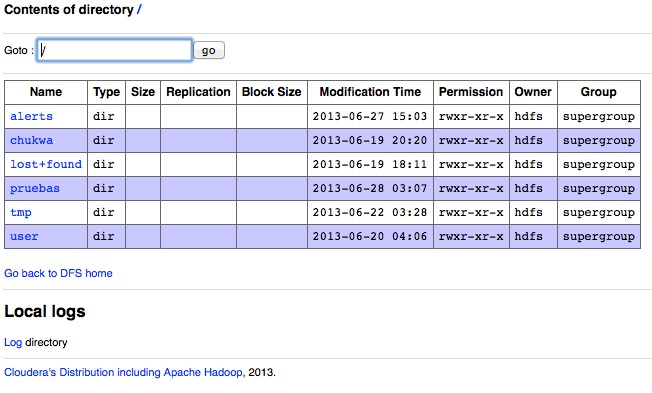 Contents of directory /
Goto : / go
Name Type Size Replication Block Size Modification Time Permission Owner Group
alerts dir 2013-06-27 15:03 rwxr-xr-x hdfs supergroup
chukwa dir 2013-06-19 20:20 rwxr-xr-x hdfs supergroup
lost+found dir 2013-06-19 18:11 rwxr-xr-x hdfs supergroup
pruebas dir 2013-06-28 03:07 rwxr-xr-x hdfs supergroup
tmp dir 2013-06-22 03:28 rwxr-xr-x hdfs supergroup
user dir 2013-06-20 04:06 rwxr-xr-x hdfs supergroup
Go back to DFS home
Local logs
Log directory
Cloudera's Distribution including Apache Hadoop, 2013.